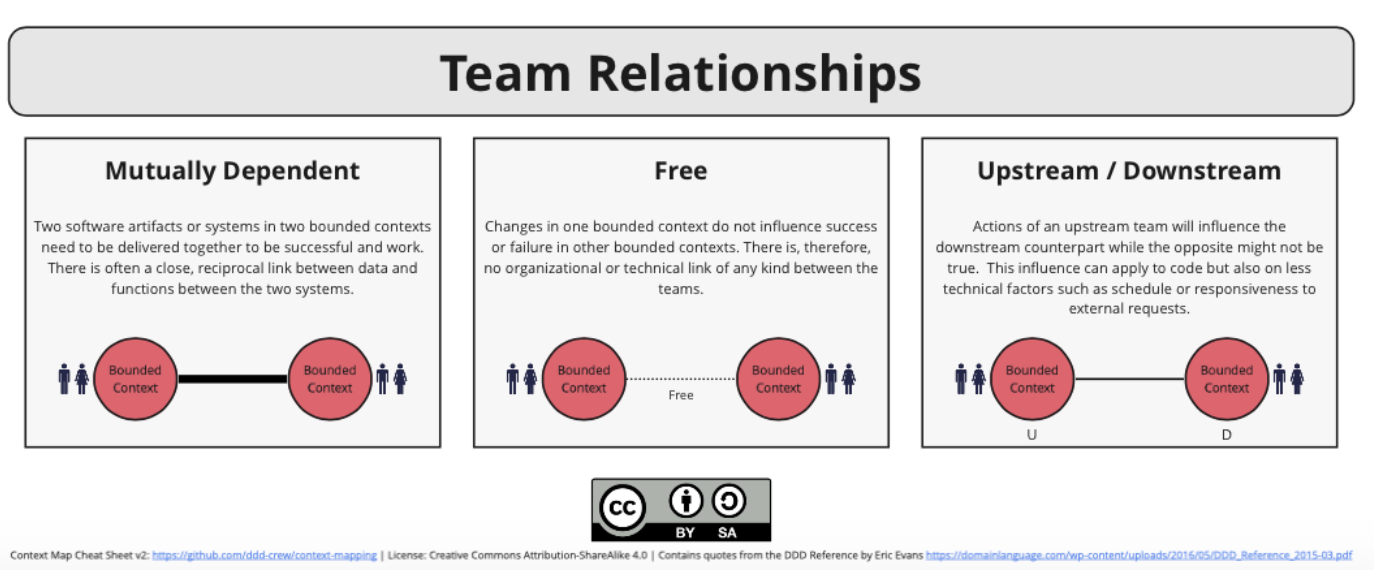 Team Relationships
Mutually Dependent
Two software artifacts or systems in two bounded contexts
need to be delivered together to be successful and work.
There is often a close, reciprocal link between data and
functions between the two systems.
Bounded
Context
Bounded
Context
Free
Changes in one bounded context do not influence success
or failure in other bounded contexts. There is, therefore,
no organizational or technical link of any kind between the
teams.
Bounded
Context
Free
Bounded
Context
Upstream / Downstream
Actions of an upstream team will influence the
downstream counterpart while the opposite might not be
true. This influence can apply to code but also on less
technical factors such as schedule or responsiveness to
external requests.
Bounded
Context
U
Bounded
Context
D
cc
BY SA
Context Map Cheat Sheet v2: https://github.com/ddd-crew/context-mapping | License: Creative Commons Attribution-ShareAlike 4.0 | Contains quotes from the DDD Reference by Eric Evans https://domainlanguage.com/wp-content/uploads/2016/05/DDD_Reference_2015-03.pdf